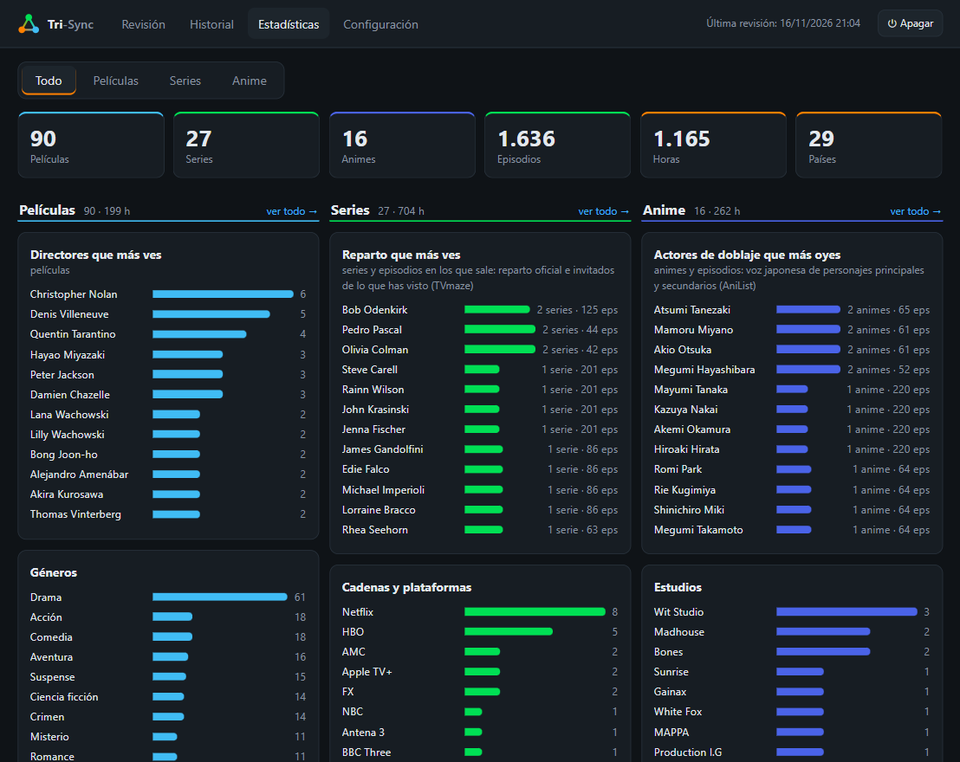 Tri-Sync Revisión Historial Estadísticas Configuración Última revisión: 16/11/2026 21:04 Apagar
Todo Películas Series Anime
90 27 16 1.636 1.165 29
Películas Series Animes Episodios Horas Países
Películas 90 · 199 h ver todo →
Directores que más ves
películas
Christopher Nolan 6
Denis Villeneuve 5
Quentin Tarantino 4
Hayao Miyazaki 3
Peter Jackson 3
Damien Chazelle 3
Lana Wachowski 2
Lilly Wachowski 2
Bong Joon-ho 2
Alejandro Amenábar 2
Akira Kurosawa 2
Thomas Vinterberg 2
Géneros
Drama 61
Acción 18
Comedia 18
Aventura 16
Suspense 15
Ciencia ficción 14
Crimen 14
Misterio 11
Romance 11
Series 27 · 704 h ver todo →
Reparto que más ves
series y episodios en los que sale: reparto oficial e invitados
de lo que has visto (TVmaze)
Bob Odenkirk 2 series · 125 eps
Pedro Pascal 2 series · 44 eps
Olivia Colman 2 series · 42 eps
Steve Carell 1 serie · 201 eps
Rainn Wilson 1 serie · 201 eps
John Krasinski 1 serie · 201 eps
Jenna Fischer 1 serie · 201 eps
James Gandolfini 1 serie · 86 eps
Edie Falco 1 serie · 86 eps
Michael Imperioli 1 serie · 86 eps
Lorraine Bracco 1 serie · 86 eps
Rhea Seehorn 1 serie · 63 eps
Cadenas y plataformas
Netflix 8
HBO 5
AMC 2
Apple TV+ 2
FX 2
NBC 1
Antena 3 1
BBC Three 1
Anime 16 · 262 h ver todo →
Actores de doblaje que más oyes
animes y episodios: voz japonesa de personajes principales
y secundarios (AniList)
Atsumi Tanezaki 2 animes · 65 eps
Mamoru Miyano 2 animes · 61 eps
Akio Otsuka 2 animes · 61 eps
Megumi Hayashibara 2 animes · 52 eps
Mayumi Tanaka 1 anime · 220 eps
Kazuya Nakai 1 anime · 220 eps
Akemi Okamura 1 anime · 220 eps
Hiroaki Hirata 1 anime · 220 eps
Romi Park 1 anime · 64 eps
Rie Kugimiya 1 anime · 64 eps
Shinichiro Miki 1 anime · 64 eps
Megumi Takamoto 1 anime · 64 eps
Estudios
Wit Studio 3
Madhouse 2
Bones 2
Sunrise 1
Gainax 1
White Fox 1
MAPPA 1
Production I.G 1